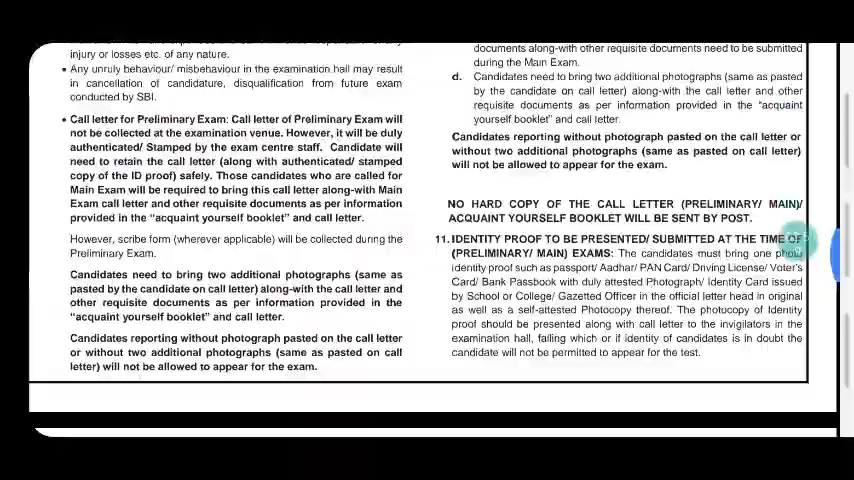 injury or losses etc. of any nature.
• Any unruly behaviour/ misbehaviour in the examination hall may result
in cancellation of candidature, disqualification from future exam
conducted by SBI.
• Call letter for Preliminary Exam: Call letter of Preliminary Exam will
not be collected at the examination venue. However, it will be duly
authenticated/ Stamped by the exam centre staff. Candidate will
need to retain the call letter (along with authenticated/ stamped
copy of the ID proof) safely. Those candidates who are called for
Main Exam will be required to bring this call letter along-with Main
Exam call letter and other requisite documents as per information
provided in the “acquaint yourself booklet” and call letter.
However, scribe form (wherever applicable) will be collected during the
Preliminary Exam.
Candidates need to bring two additional photographs (same as
pasted by the candidate on call letter) along-with the call letter and
other requisite documents as per information provided in the
“acquaint yourself booklet” and call letter.
Candidates reporting without photograph pasted on the call letter
or without two additional photographs (same as pasted on call
letter) will not be allowed to appear for the exam.
documents along-with other requisite documents need to be submitted
during the Main Exam.
d. Candidates need to bring two additional photographs (same as pasted
by the candidate on call letter) along-with the call letter and other
requisite documents as per information provided in the “acquaint
yourself booklet” and call letter.
Candidates reporting without photograph pasted on the call letter or
without two additional photographs (same as pasted on call letter)
will not be allowed to appear for the exam.
NO HARD COPY OF THE CALL LETTER (PRELIMINARY/ MAIN)/
ACQUAINT YOURSELF BOOKLET WILL BE SENT BY POST.
11. IDENTITY PROOF TO BE PRESENTED/ SUBMITTED AT THE TIME OF
(PRELIMINARY/ MAIN) EXAMS: The candidates must bring one photo
identity proof such as passport/ Aadhar/ PAN Card/ Driving License/ Voter's
Card/ Bank Passbook with duly attested Photograph/ Identity Card issued
by School or College/ Gazetted Officer in the official letter head in original
as well as a self-attested Photocopy thereof. The photocopy of Identity
proof should be presented along with call letter to the invigilators in the
examination hall, failing which or if identity of candidates is in doubt the
candidate will not be permitted to appear for the test.